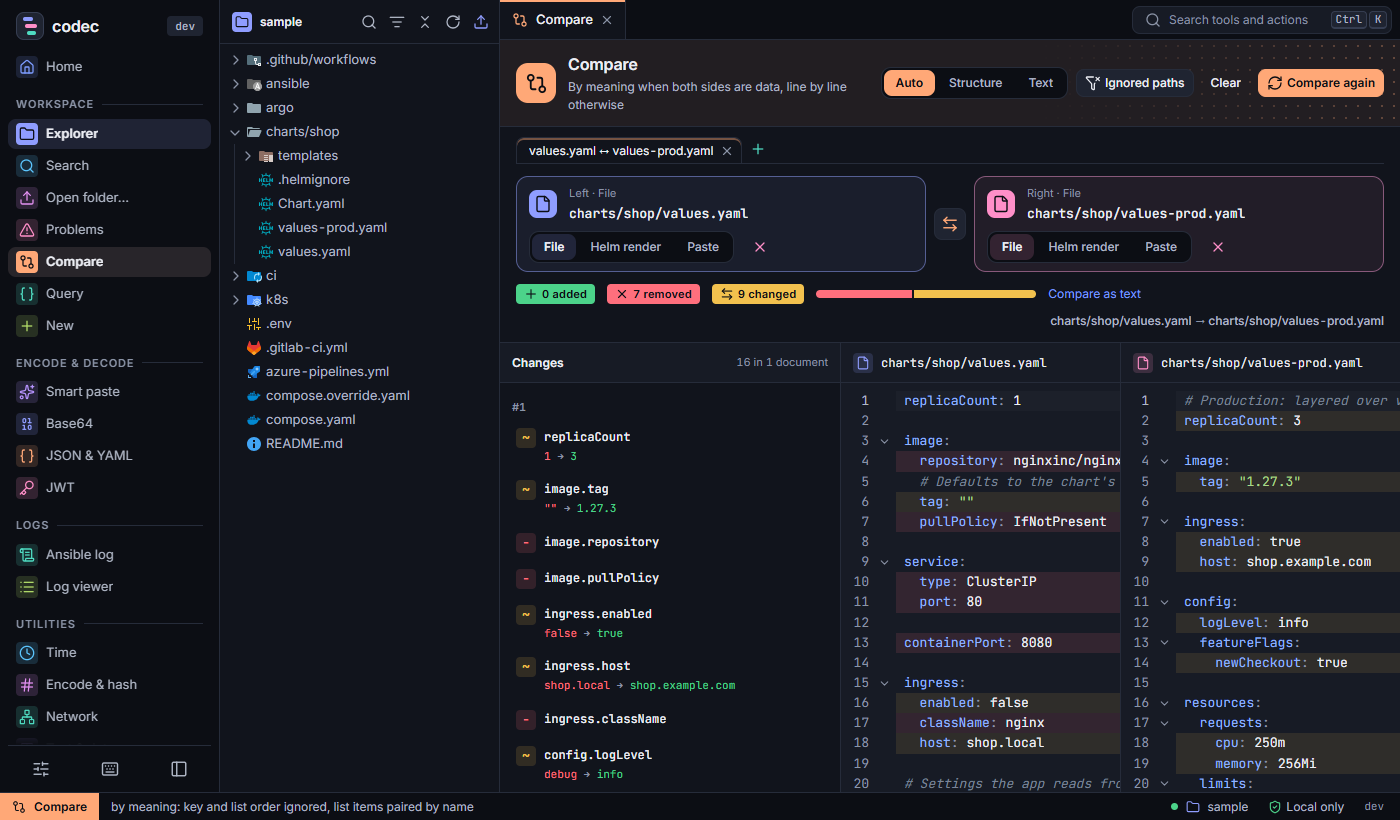 codec
dev
Home
WORKSPACE
Explorer
Search
Open folder...
Problems
Compare
Query
New
ENCODE & DECODE
Smart paste
Base64
JSON & YAML
JWT
LOGS
Ansible log
Log viewer
UTILITIES
Time
Encode & hash
Network
sample
.github/workflows
ansible
argo
charts/shop
templates
.helmignore
Chart.yaml
values-prod.yaml
values.yaml
ci
k8s
.env
.gitlab-ci.yml
azure-pipelines.yml
compose.override.yaml
compose.yaml
README.md
Compare
Search tools and actions Ctrl K
Compare
By meaning when both sides are data, line by line
otherwise
Auto Structure Text Ignored paths Clear Compare again
values.yaml ↔ values-prod.yaml
Left · File
charts/shop/values.yaml
File Helm render Paste
Right · File
charts/shop/values-prod.yaml
File Helm render Paste
0 added 7 removed 9 changed Compare as text
charts/shop/values.yaml → charts/shop/values-prod.yaml
Changes 16 in 1 document
#1
~ replicaCount
1 → 3
~ image.tag
"" → 1.27.3
- image.repository
- image.pullPolicy
~ ingress.enabled
false → true
~ ingress.host
shop.local → shop.example.com
- ingress.className
~ config.logLevel
debug → info
charts/shop/values.yaml
1 replicaCount: 1
2
3 image:
4 repository: nginxinc/nginx
5 # Defaults to the chart's
6 tag: ""
7 pullPolicy: IfNotPresent
8
9 service:
10 type: ClusterIP
11 port: 80
12
13 containerPort: 8080
14
15 ingress:
16 enabled: false
17 className: nginx
18 host: shop.local
19
20 # Settings the app reads fro
charts/shop/values-prod.yaml
1 # Production: layered over v
2 replicaCount: 3
3
4 image:
5 tag: "1.27.3"
6
7 ingress:
8 enabled: true
9 host: shop.example.com
10
11 config:
12 logLevel: info
13 featureFlags:
14 newCheckout: true
15
16 resources:
17 requests:
18 cpu: 250m
19 memory: 256Mi
20 limits:
Compare by meaning: key and list order ignored, list items paired by name
sample Local only dev